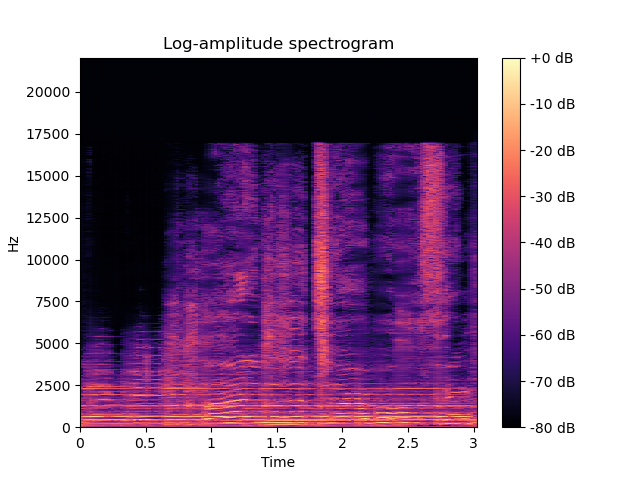 Log-amplitude spectrogram
Hz
20000
17500
15000
12500
10000
7500
5000
2500
0
0 0.5 1 1.5 2 2.5 3
Time
+0 dB
-10 dB
-20 dB
-30 dB
-40 dB
-50 dB
-60 dB
-70 dB
-80 dB